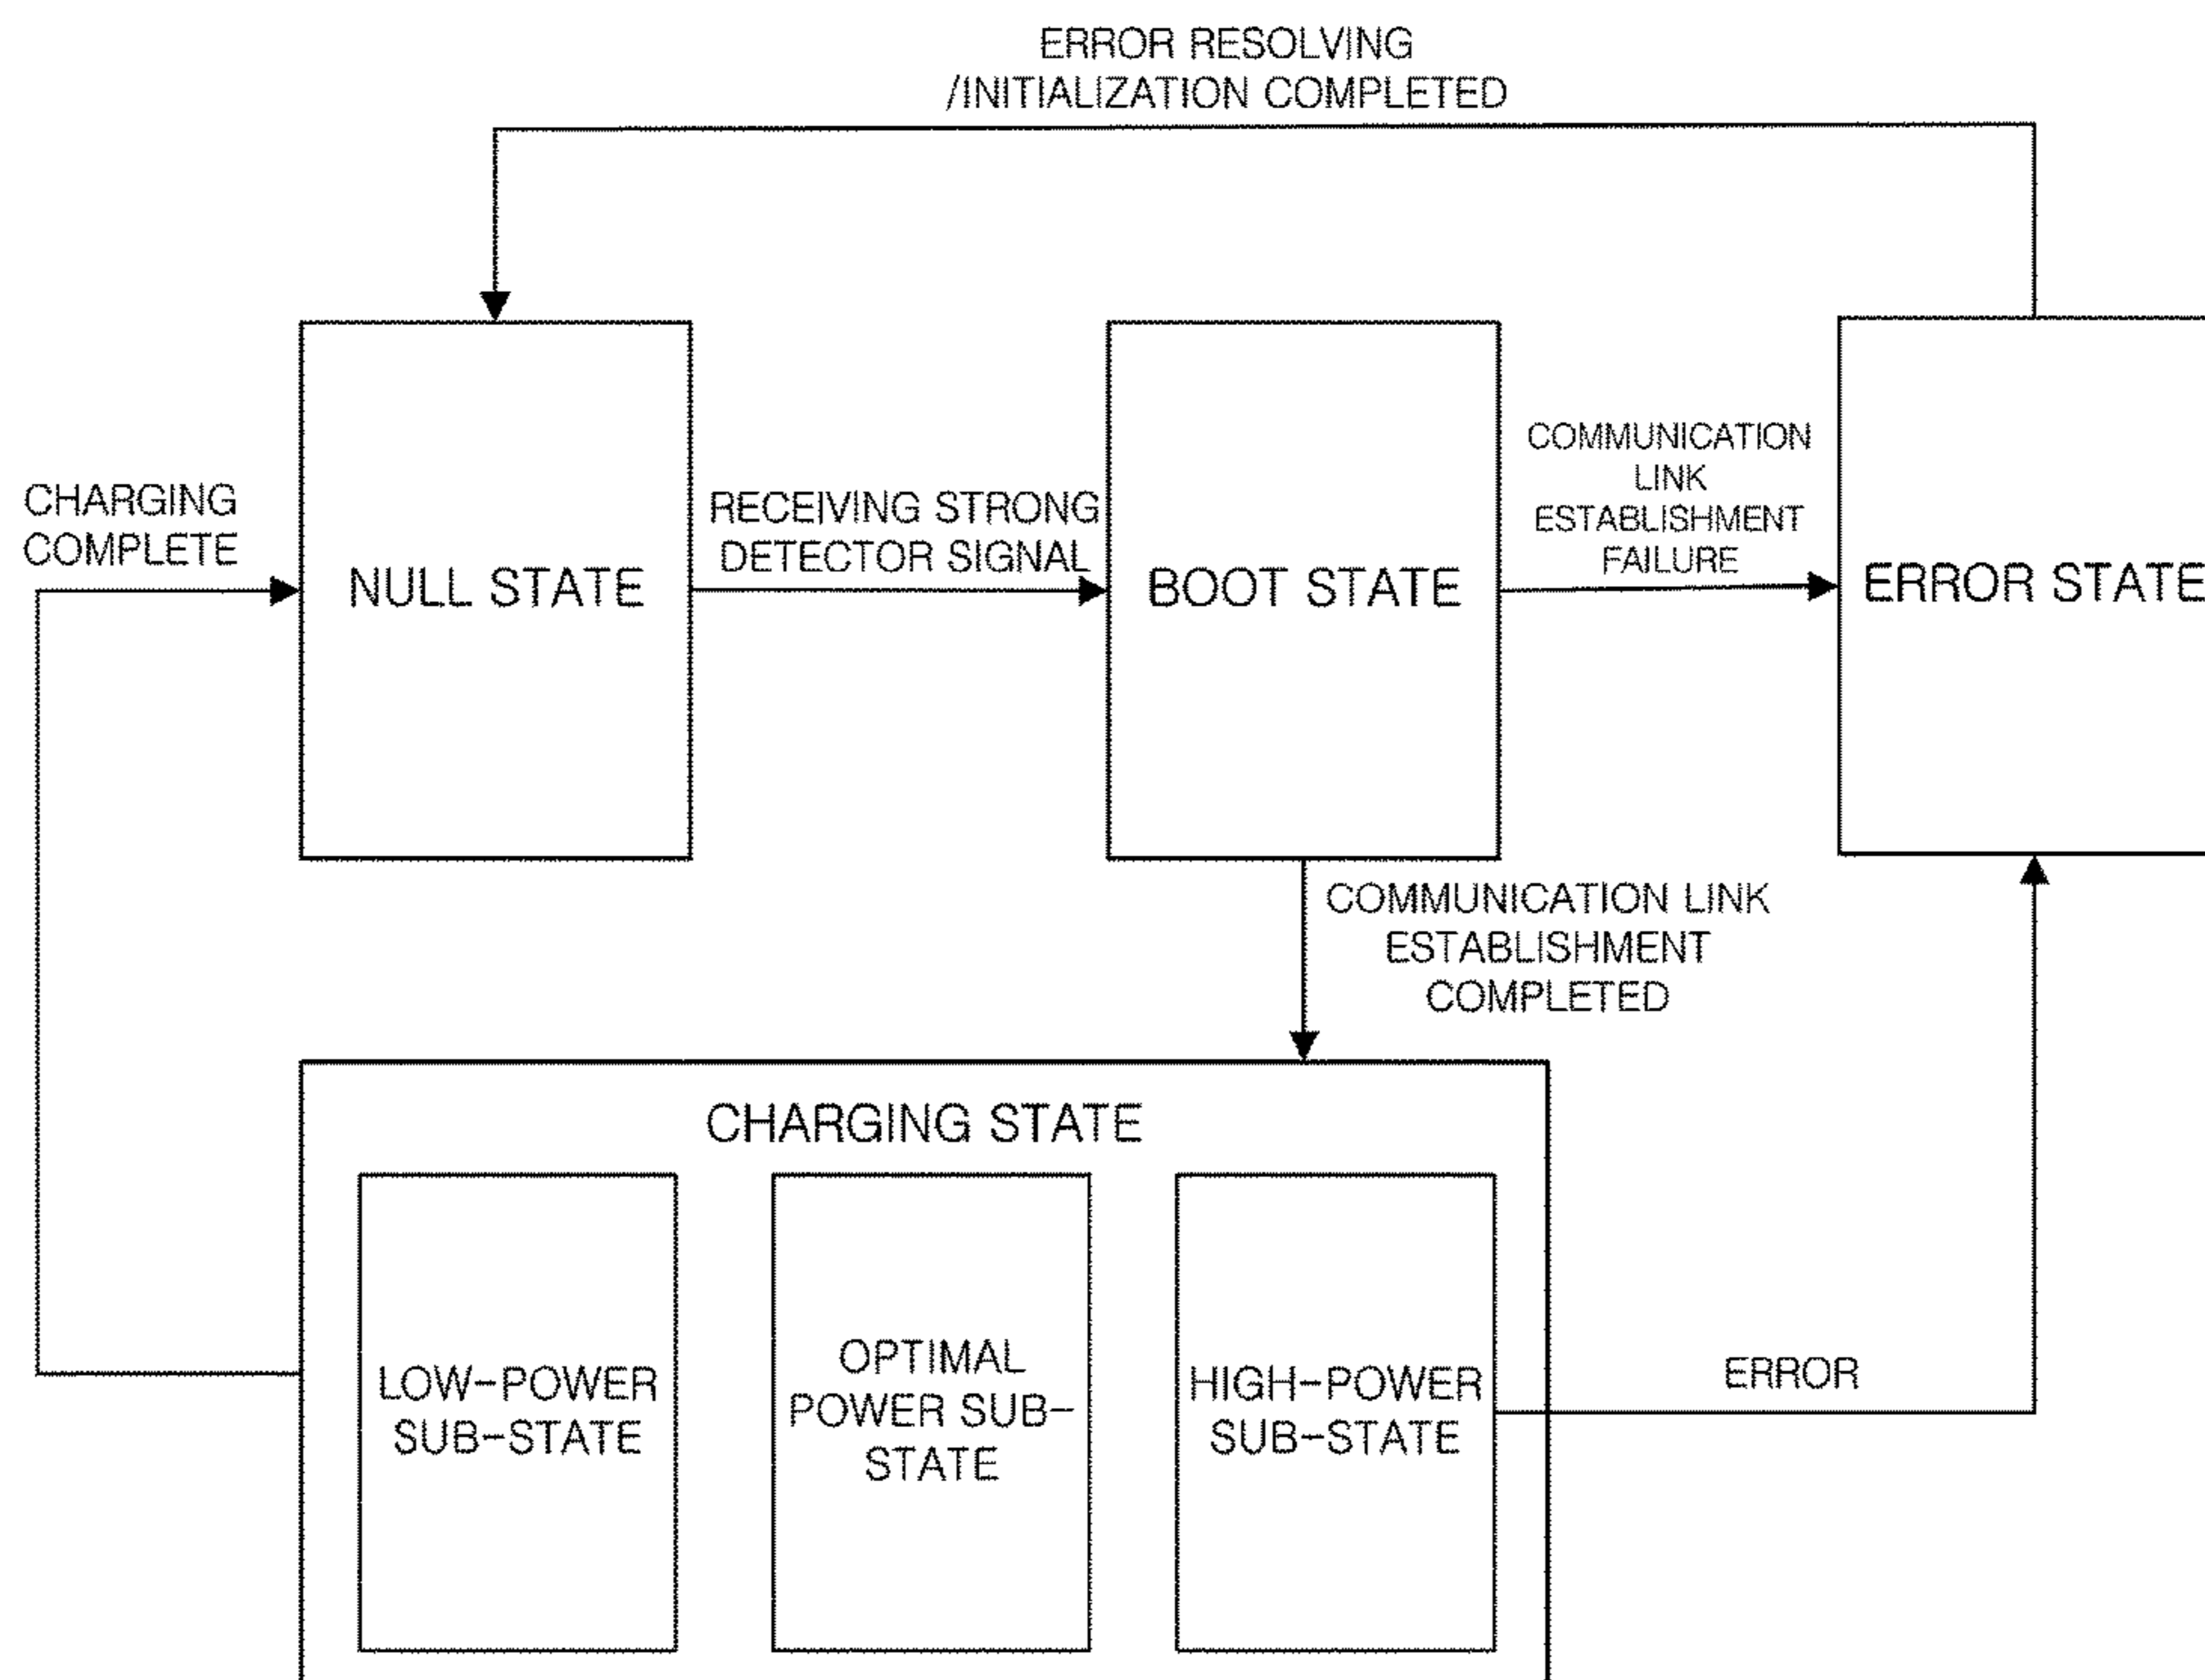 ERROR RESOLVING
/INITIALIZATION COMPLETED
CHARGING
COMPLETE
NULL STATE
RECEIVING STRONG
DETECTOR SIGNAL
BOOT STATE
COMMUNICATION
LINK
ESTABLISHMENT
FAILURE
ERROR STATE
COMMUNICATION LINK
ESTABLISHMENT
COMPLETED
CHARGING STATE
LOW-POWER
SUB-STATE
OPTIMAL
POWER SUB-
STATE
HIGH-POWER
SUB-STATE
ERROR